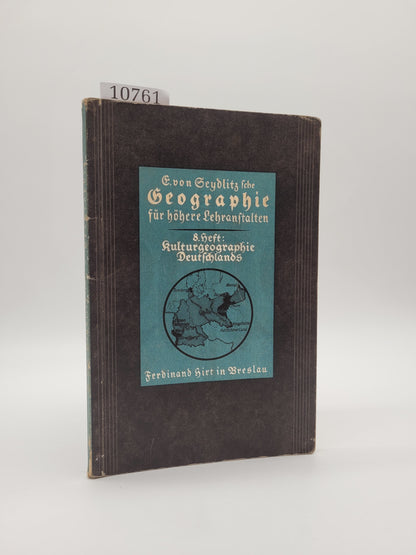 10761
E. von Seydlitz'sche
Geographie
für höhere Lehranstalten
8. Heft:
Kulturgeographie
Deutschlands
Ferdinand Hirt in Breslau